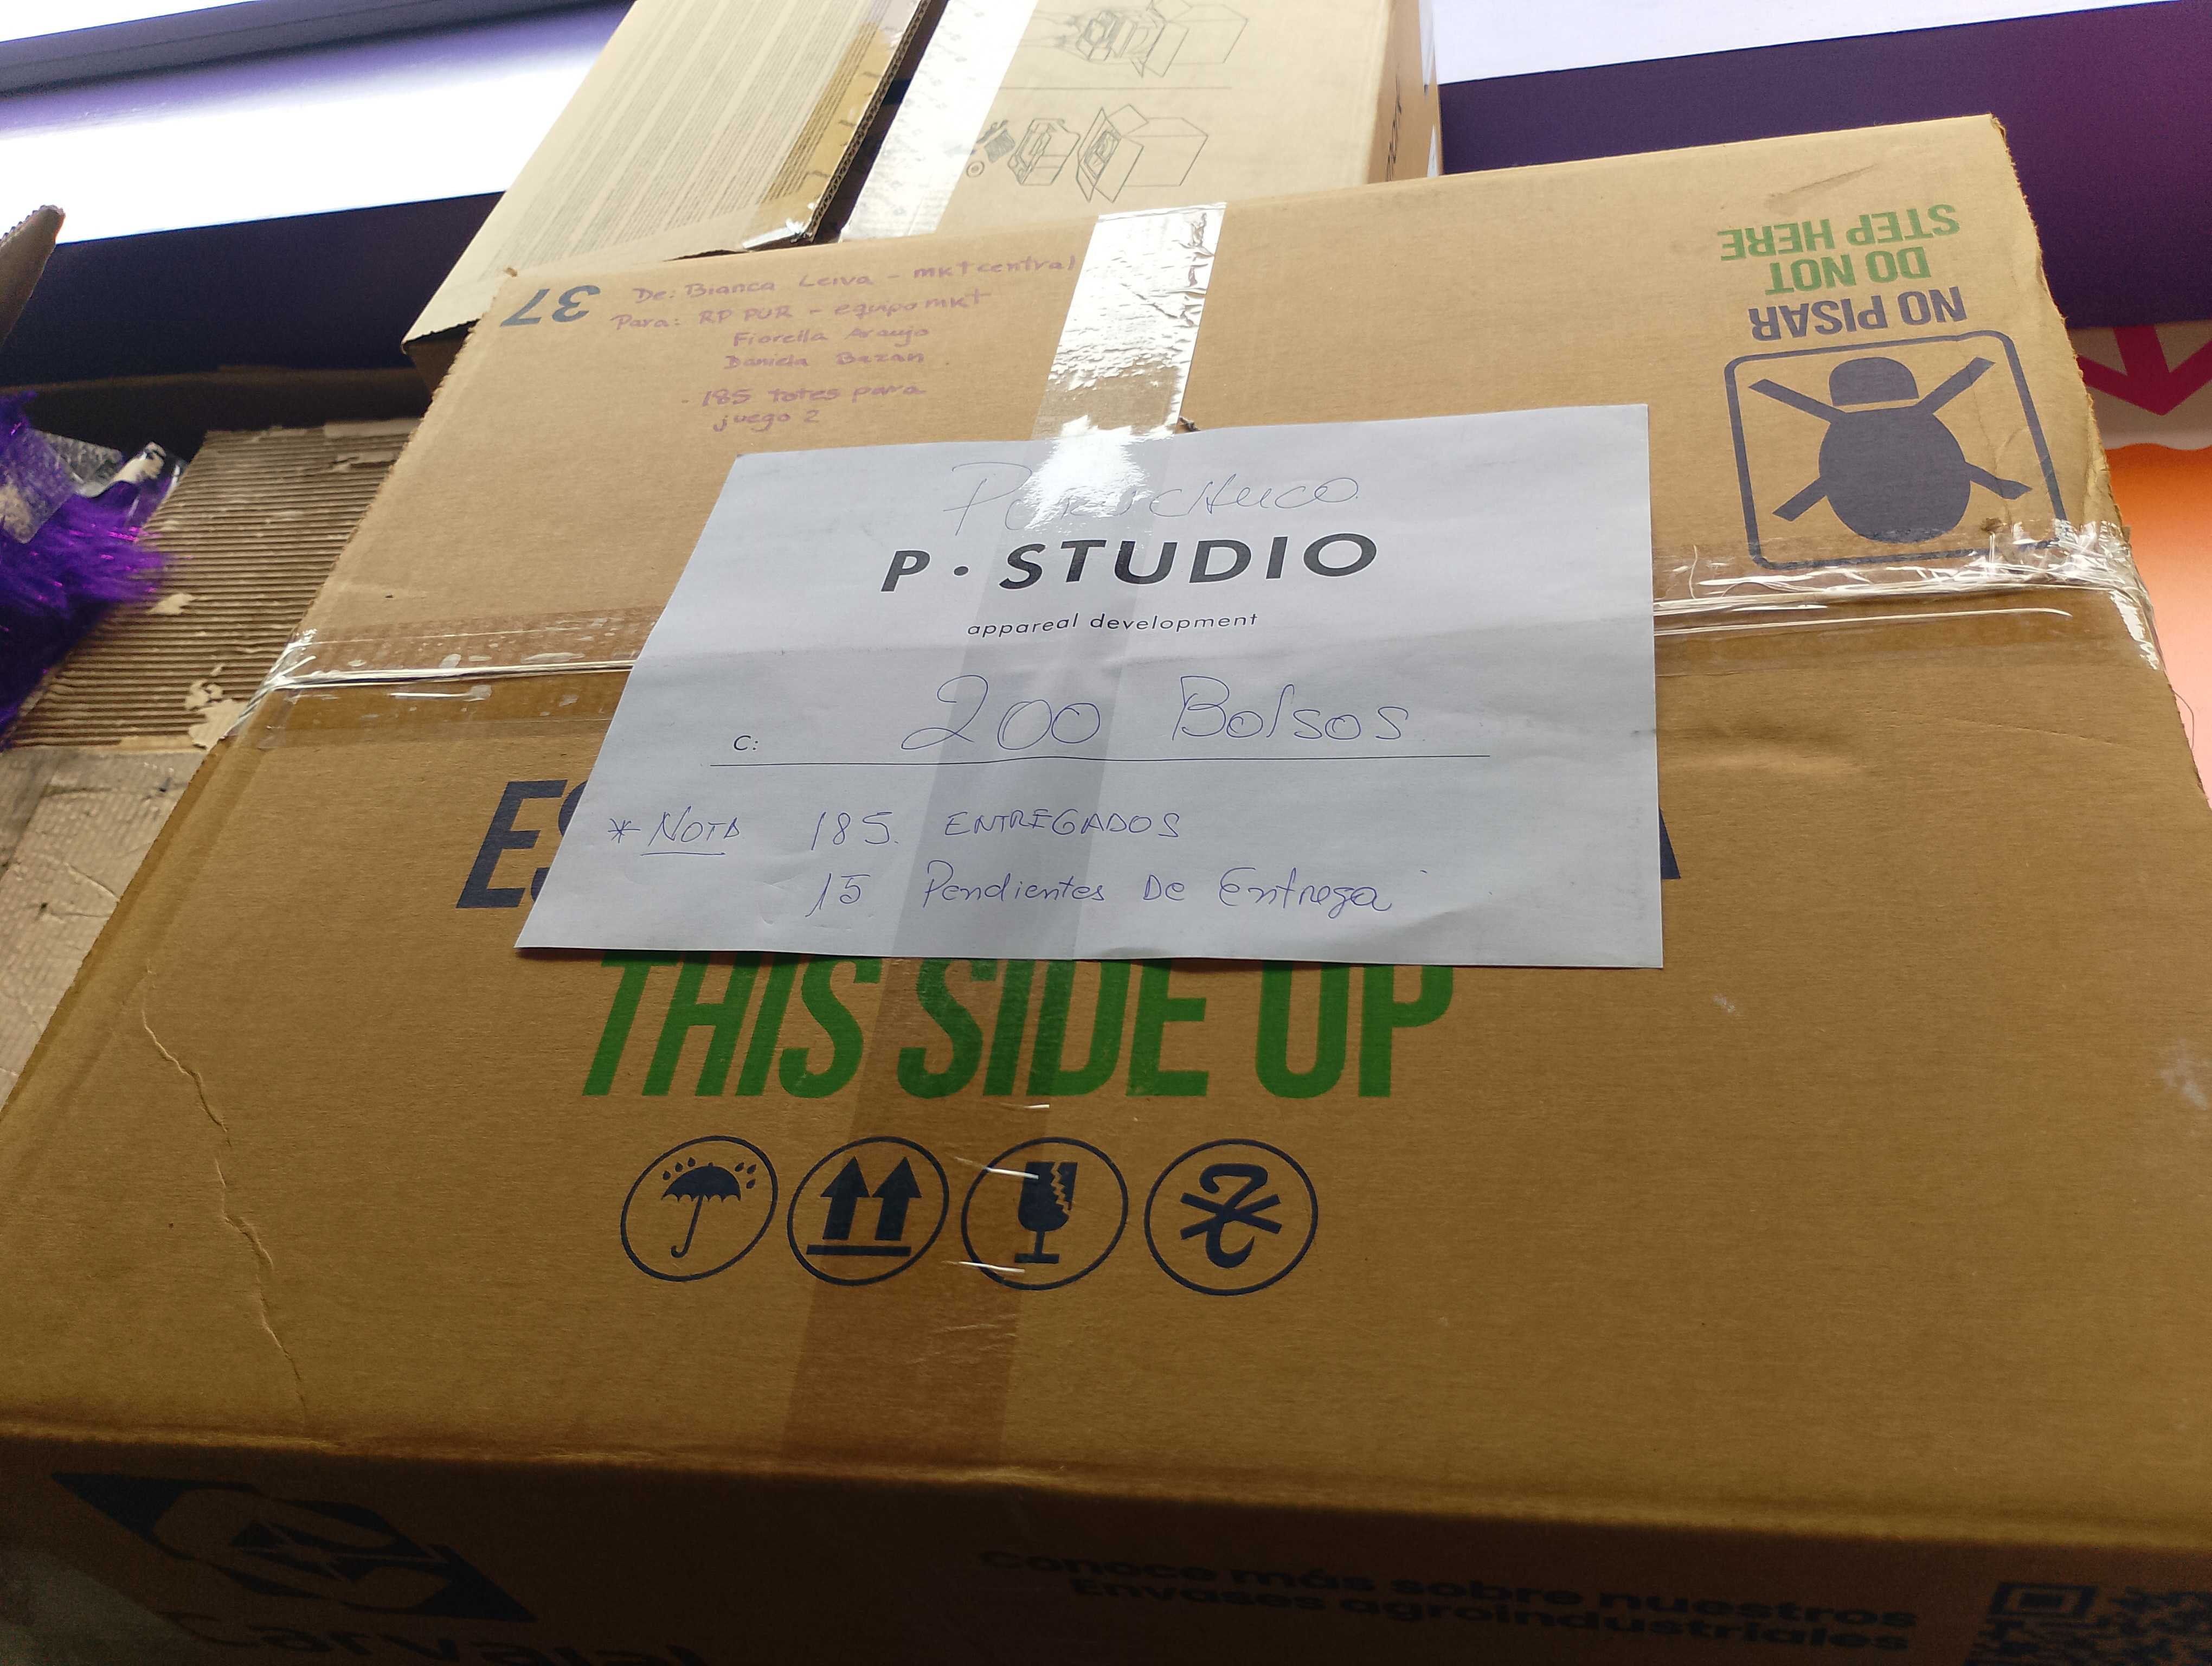 37
De: Bianca Leiva - mktcentral
Para: RP PUR - equipo mkt
Fiorella Araujo
Daniela Bazan
- 185 totes para
juego 2
NO PISAR
DO NOT
STEP HERE
Puruchuco
P · STUDIO
appareal development
C: 200 Bolsos
* NOTA 185. ENTREGADOS
15 Pendientes De Entrega
THIS SIDE UP
Carvajal
Conoce más sobre nuestros
Envases agroindustriales